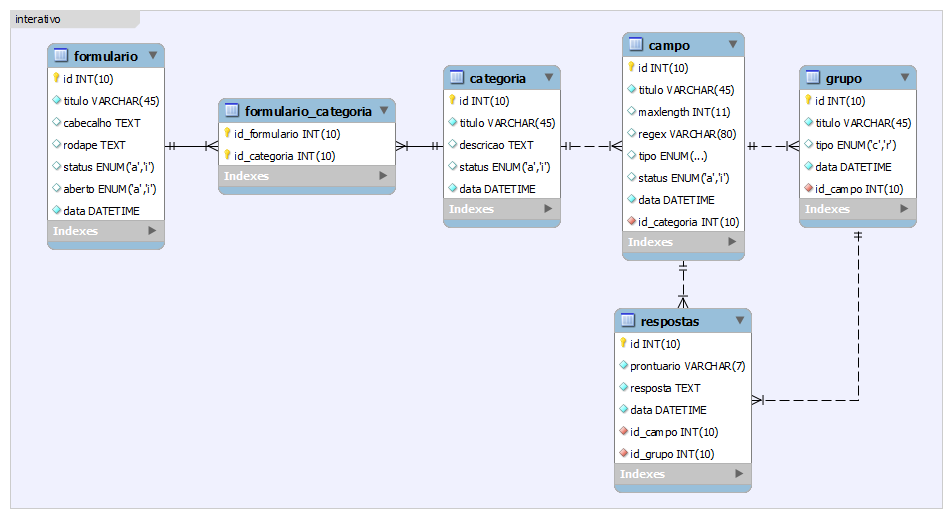 interativo
formulario
id INT(10)
titulo VARCHAR(45)
cabecalho TEXT
rodape TEXT
status ENUM('a','i')
aberto ENUM('a','i')
data DATETIME
Indexes
formulario_categoria
id_formulario INT(10)
id_categoria INT(10)
Indexes
categoria
id INT(10)
titulo VARCHAR(45)
descricao TEXT
status ENUM('a','i')
data DATETIME
Indexes
campo
id INT(10)
titulo VARCHAR(45)
maxlength INT(11)
regex VARCHAR(80)
tipo ENUM(...)
status ENUM('a','i')
data DATETIME
id_categoria INT(10)
Indexes
grupo
id INT(10)
titulo VARCHAR(45)
tipo ENUM('c','r')
data DATETIME
id_campo INT(10)
Indexes
respostas
id INT(10)
prontuario VARCHAR(7)
resposta TEXT
data DATETIME
id_campo INT(10)
id_grupo INT(10)
Indexes